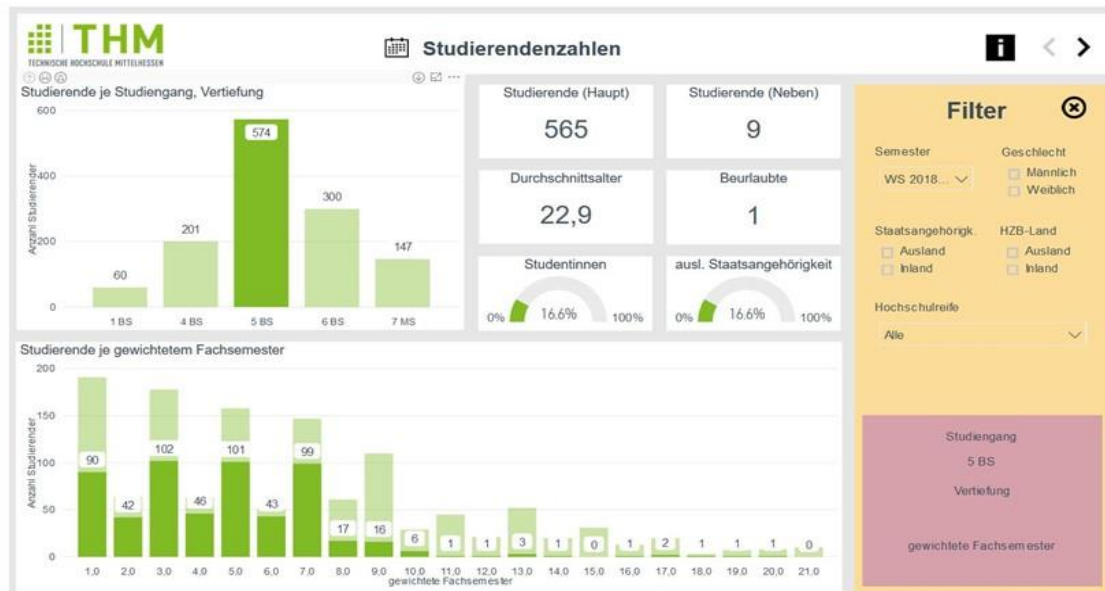 THM
TECHNISCHE HOCHSCHULE MITTELHESSEN
Studierendenzahlen
i
Studierende je Studiengang, Vertiefung
Anzahl Studierender
600
400
200
0
60
201
574
300
147
1 BS
4 BS
5 BS
6 BS
7 MS
Studierende (Haupt)
565
Studierende (Neben)
9
Durchschnittsalter
22,9
Beurlaubte
1
Studentinnen
0%
16.6%
100%
ausl. Staatsangehörigkeit
0%
16.6%
100%
Studierende je gewichtetem Fachsemester
Anzahl Studierender
200
150
100
50
0
90
42
102
46
101
43
99
17
16
6
1
1
3
1
0
1
2
1
1
1
0
1,0
2,0
3,0
4,0
5,0
6,0
7,0
8,0
9,0
10,0
11,0
12,0
13,0
14,0
15,0
16,0
17,0
18,0
19,0
20,0
21,0
gewichtete Fachsemester
Filter
Semester
WS 2018...
Geschlecht
Männlich
Weiblich
Staatsangehörigk.
Ausland
Inland
HZB-Land
Ausland
Inland
Hochschulreife
Alle
Studiengang
5 BS
Vertiefung
gewichtete Fachsemester